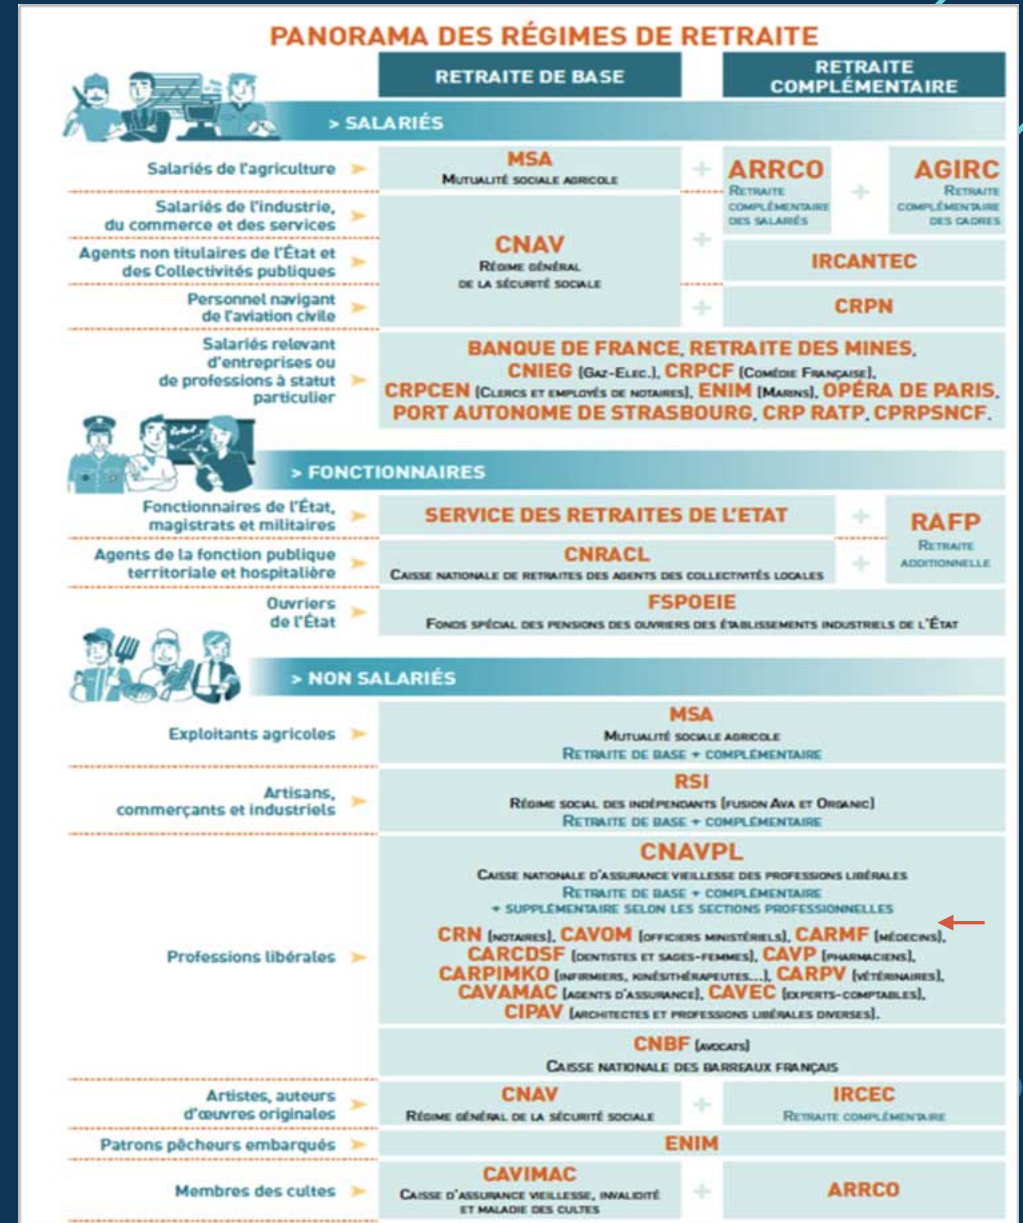 PANORAMA DES RÉGIMES DE RETRAITE
RETRAITE DE BASE
RETRAITE
COMPLÉMENTAIRE
> SALARIÉS
Salariés de l'agriculture
MSA
MUTUALITÉ SOCIALE AGRICOLE
+
ARRCO
RETRAITE
COMPLÉMENTAIRE
DES SALARIÉS
+
AGIRC
RETRAITE
COMPLÉMENTAIRE
DES CADRES
Salariés de l'industrie,
du commerce et des services
CNAV
RÉGIME GÉNÉRAL
DE LA SÉCURITÉ SOCIALE
+
Agents non titulaires de l'État et
des Collectivités publiques
IRCANTEC
Personnel navigant
de l'aviation civile
+
CRPN
Salariés relevant
d'entreprises ou
de professions à statut
particulier
BANQUE DE FRANCE, RETRAITE DES MINES,
CNIEG (GAZ-ELEC.), CRPCF (COMÉDIE FRANÇAISE),
CRPCEN (CLERCS ET EMPLOYÉS DE NOTAIRES), ENIM (MARINS), OPÉRA DE PARIS,
PORT AUTONOME DE STRASBOURG, CRP RATP, CPRPSNCF.
> FONCTIONNAIRES
Fonctionnaires de l'État,
magistrats et militaires
SERVICE DES RETRAITES DE L'ETAT
+
RAFP
RETRAITE
ADDITIONNELLE
Agents de la fonction publique
territoriale et hospitalière
CNRACL
CAISSE NATIONALE DE RETRAITES DES AGENTS DES COLLECTIVITÉS LOCALES
+
Ouvriers
de l'État
FSPOEIE
FONDS SPÉCIAL DES PENSIONS DES OUVRIERS DES ÉTABLISSEMENTS INDUSTRIELS DE L'ÉTAT
> NON SALARIÉS
Exploitants agricoles
MSA
MUTUALITÉ SOCIALE AGRICOLE
RETRAITE DE BASE + COMPLÉMENTAIRE
Artisans,
commerçants et industriels
RSI
RÉGIME SOCIAL DES INDÉPENDANTS (FUSION AVA ET ORGANIC)
RETRAITE DE BASE + COMPLÉMENTAIRE
Professions libérales
CNAVPL
CAISSE NATIONALE D'ASSURANCE VIEILLESSE DES PROFESSIONS LIBÉRALES
RETRAITE DE BASE + COMPLÉMENTAIRE
+ SUPPLÉMENTAIRE SELON LES SECTIONS PROFESSIONNELLES
CRN (NOTAIRES), CAVOM (OFFICIERS MINISTÉRIELS), CARMF (MÉDECINS),
CARCDSF (DENTISTES ET SAGES-FEMMES), CAVP (PHARMACIENS),
CARPIMKO (INFIRMIERS, KINÉSITHÉRAPEUTES...), CARPV (VÉTÉRINAIRES),
CAVAMAC (AGENTS D'ASSURANCE), CAVEC (EXPERTS-COMPTABLES),
CIPAV (ARCHITECTES ET PROFESSIONS LIBÉRALES DIVERSES).
CNBF (AVOCATS)
CAISSE NATIONALE DES BARREAUX FRANÇAIS
Artistes, auteurs
d'œuvres originales
CNAV
RÉGIME GÉNÉRAL DE LA SÉCURITÉ SOCIALE
+
IRCEC
RETRAITE COMPLÉMENTAIRE
Patrons pêcheurs embarqués
ENIM
Membres des cultes
CAVIMAC
CAISSE D'ASSURANCE VIEILLESSE, INVALIDITÉ
ET MALADIE DES CULTES
+
ARRCO